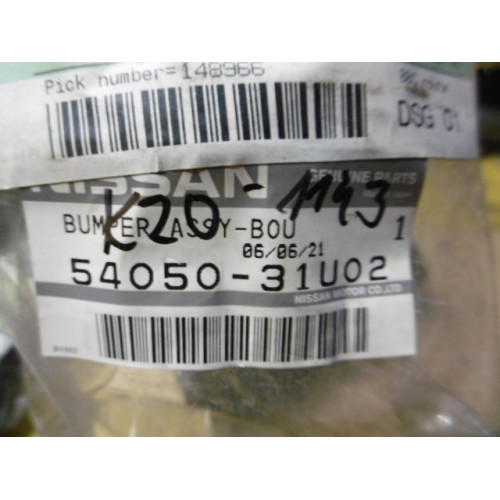 Pick number=148966
DSG 01
NISSAN GENUINE PARTS
K20-1143
BUMPER ASSY-BOU 1
06/06/21
54050-31U02
NISSAN MOTOR CO.,LTD